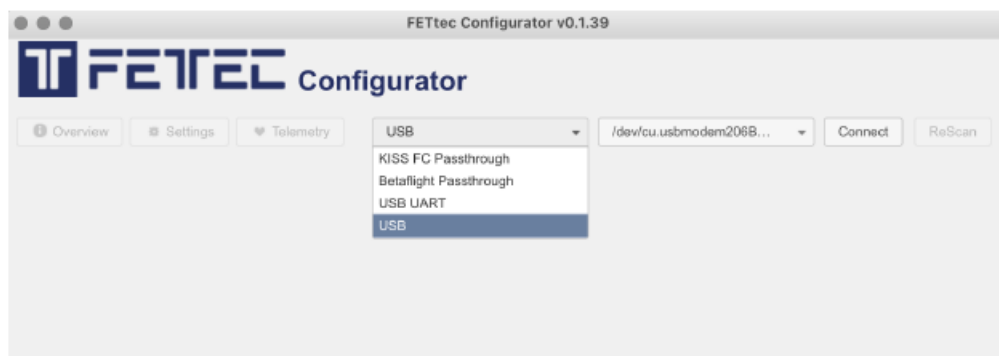 FETtec Configurator v0.1.39
FETTEC Configurator
Overview Settings Telemetry USB /dev/cu.usbmodem206B... Connect ReScan
KISS FC Passthrough
Betaflight Passthrough
USB UART
USB